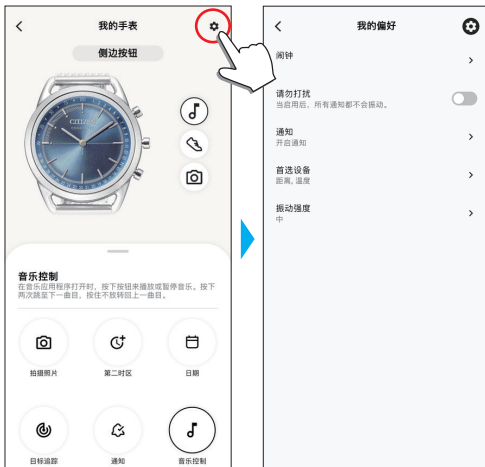 我的手表
侧边按钮
CITIZEN
音乐控制
在音乐应用程序打开时，按下按钮来播放或暂停音乐。按下
两次跳至下一曲目，按住不放转回上一曲目。
拍摄照片
第二时区
日期
目标追踪
通知
音乐控制
我的偏好
闹钟
请勿打扰
当启用后，所有通知都不会振动。
通知
开启通知
首选设备
距离, 温度
振动强度
中